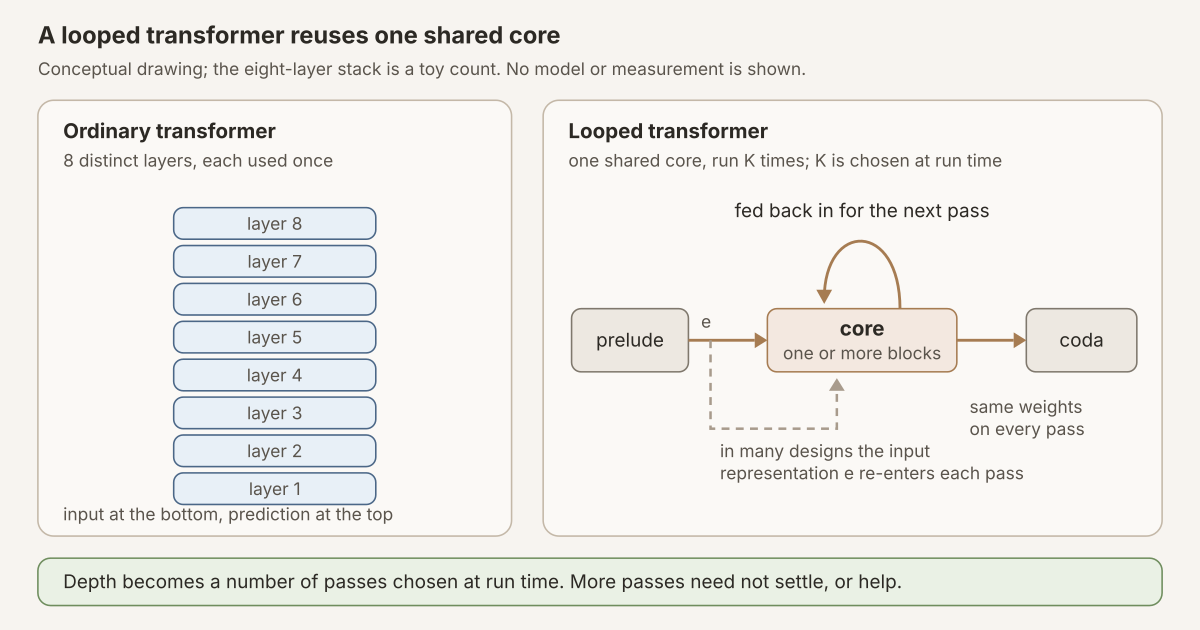 A looped transformer reuses one shared core
Conceptual drawing; the eight-layer stack is a toy count. No model or measurement is shown.
Ordinary transformer
8 distinct layers, each used once
layer 8
layer 7
layer 6
layer 5
layer 4
layer 3
layer 2
layer 1
input at the bottom, prediction at the top
Looped transformer
one shared core, run K times; K is chosen at run time
fed back in for the next pass
prelude
e
core
one or more blocks
coda
same weights
on every pass
in many designs the input
representation e re-enters each pass
Depth becomes a number of passes chosen at run time. More passes need not settle, or help.